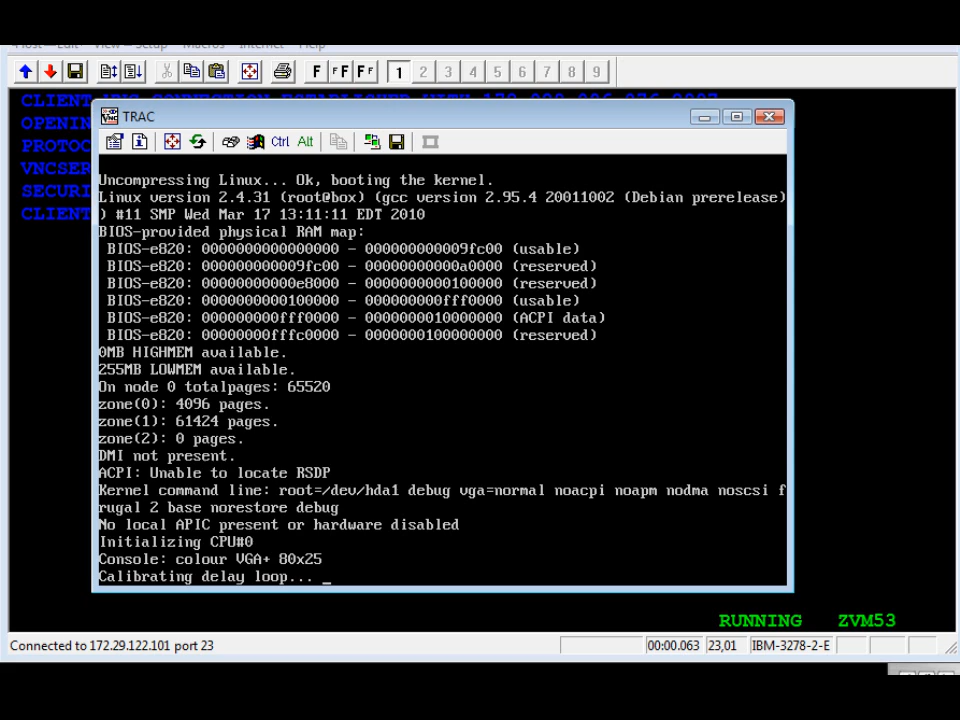 Host Edit View Setup Macros Internet Help
F F F F F
1 2 3 4 5 6 7 8 9
CLIENT VNC CONNECTION ESTABLISHED WITH
OPENIN
PROTOC
VNCSER
SECURI
CLIENT
TRAC
Ctrl Alt
Uncompressing Linux... Ok, booting the kernel.
Linux version 2.4.31 (root@box) (gcc version 2.95.4 20011002 (Debian prerelease)
) #11 SMP Wed Mar 17 13:11:11 EDT 2010
BIOS-provided physical RAM map:
BIOS-e820: 0000000000000000 - 000000000009fc00 (usable)
BIOS-e820: 000000000009fc00 - 00000000000a0000 (reserved)
BIOS-e820: 00000000000e8000 - 0000000000100000 (reserved)
BIOS-e820: 0000000000100000 - 000000000fff0000 (usable)
BIOS-e820: 000000000fff0000 - 0000000010000000 (ACPI data)
BIOS-e820: 00000000fffc0000 - 0000000100000000 (reserved)
0MB HIGHMEM available.
255MB LOWMEM available.
On node 0 totalpages: 65520
zone(0): 4096 pages.
zone(1): 61424 pages.
zone(2): 0 pages.
DMI not present.
ACPI: Unable to locate RSDP
Kernel command line: root=/dev/hda1 debug vga=normal noacpi noapm nodma noscsi f
rugal 2 base norestore debug
No local APIC present or hardware disabled
Initializing CPU#0
Console: colour VGA+ 80x25
Calibrating delay loop... _
RUNNING ZVM53
Connected to 172.29.122.101 port 23
00:00.063 23,01 IBM-3278-2-E